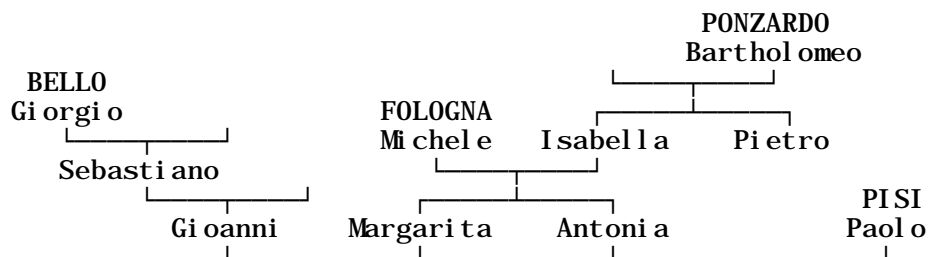 PONZARDO
Bartholomeo
BELLO
Giorgio
FOLOGNA
Michele Isabella Pietro
Sebastiano
PISI
Gioanni Margarita Antonia Paolo